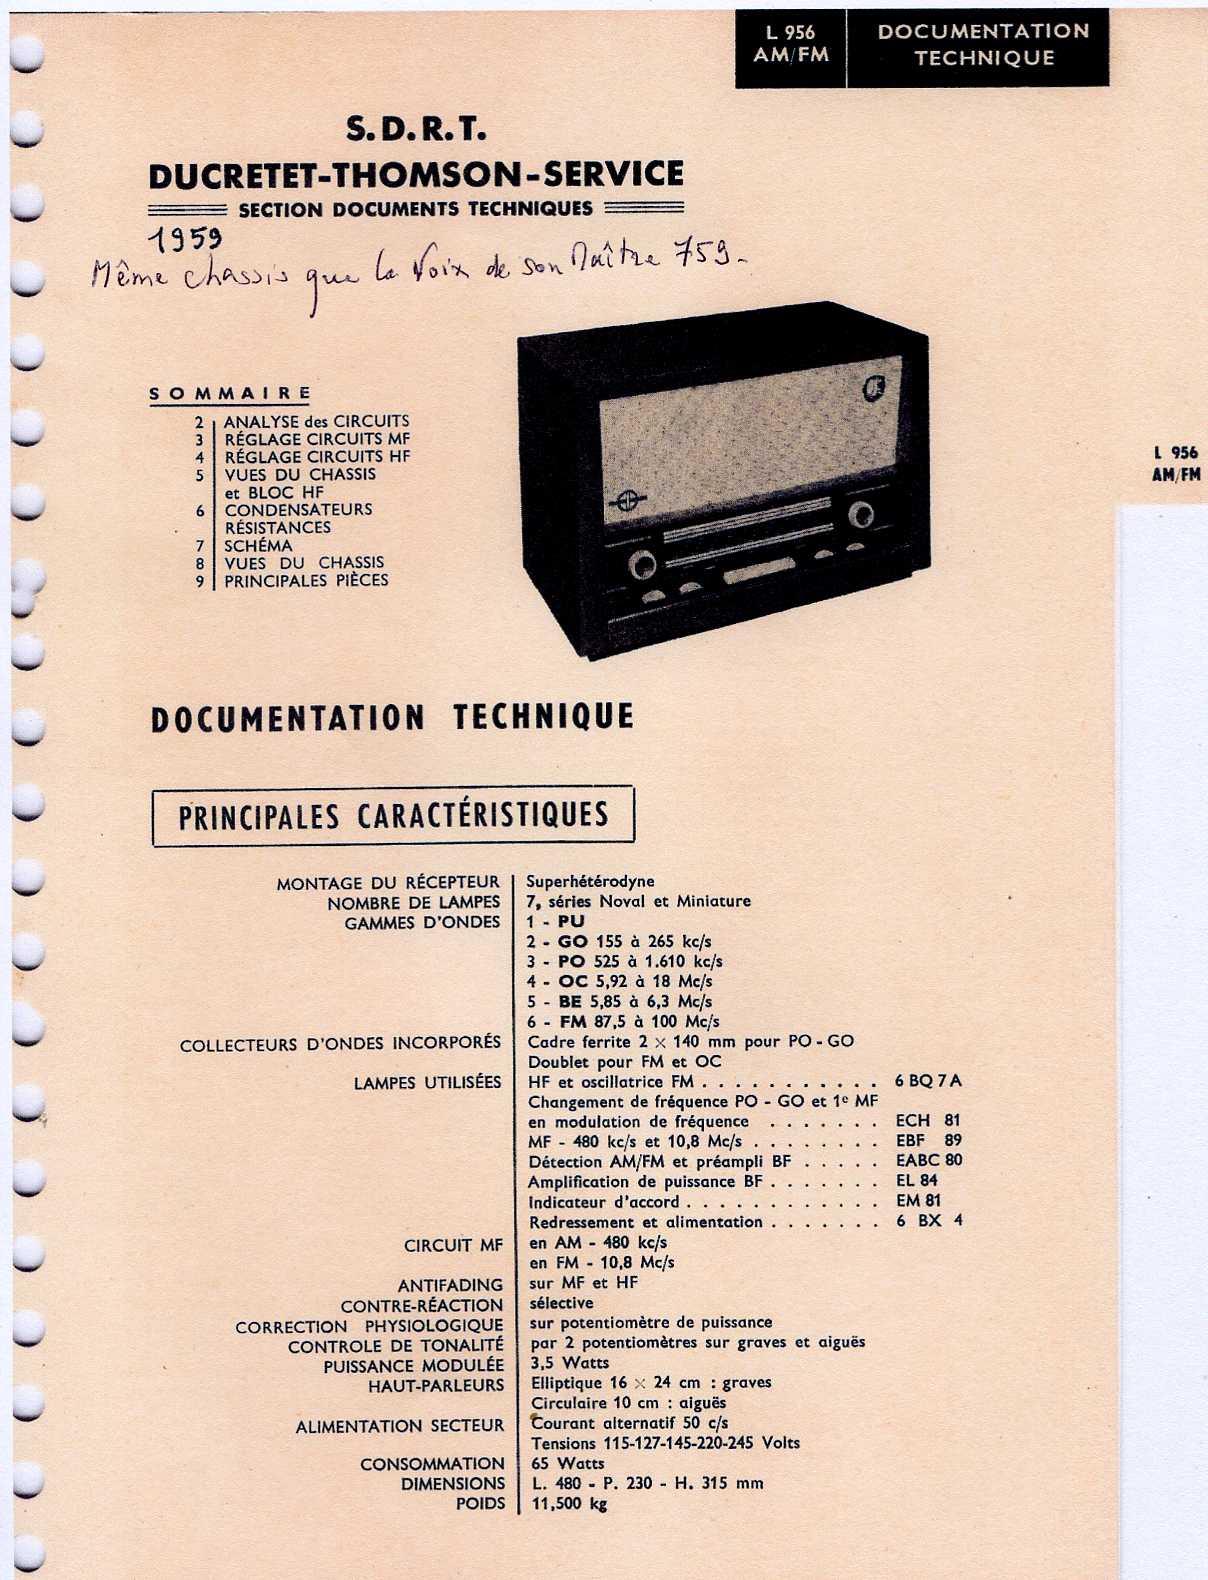 L 956
AM/FM
DOCUMENTATION
TECHNIQUE
S.D.R.T.
DUCRETET-THOMSON-SERVICE
SECTION DOCUMENTS TECHNIQUES
1959
Même chassis que la Voix de son Maître 759-
SOMMAIRE
2 ANALYSE des CIRCUITS
3 RÉGLAGE CIRCUITS MF
4 RÉGLAGE CIRCUITS HF
5 VUES DU CHASSIS
et BLOC HF
6 CONDENSATEURS
RÉSISTANCES
7 SCHÉMA
8 VUES DU CHASSIS
9 PRINCIPALES PIÈCES
L 956
AM/FM
DOCUMENTATION TECHNIQUE
PRINCIPALES CARACTÉRISTIQUES
MONTAGE DU RÉCEPTEUR Superhétérodyne
NOMBRE DE LAMPES 7, séries Noval et Miniature
GAMMES D'ONDES 1 - PU
2 - GO 155 à 265 kc/s
3 - PO 525 à 1.610 kc/s
4 - OC 5,92 à 18 Mc/s
5 - BE 5,85 à 6,3 Mc/s
6 - FM 87,5 à 100 Mc/s
COLLECTEURS D'ONDES INCORPORÉS Cadre ferrite 2 × 140 mm pour PO - GO
Doublet pour FM et OC
LAMPES UTILISÉES HF et oscillatrice FM . . . . . . . . . . . 6 BQ 7 A
Changement de fréquence PO - GO et 1e MF
en modulation de fréquence . . . . . . . ECH 81
MF - 480 kc/s et 10,8 Mc/s . . . . . . . . EBF 89
Détection AM/FM et préampli BF . . . . . EABC 80
Amplification de puissance BF . . . . . . . EL 84
Indicateur d'accord . . . . . . . . . . . . EM 81
Redressement et alimentation . . . . . . . 6 BX 4
CIRCUIT MF en AM - 480 kc/s
en FM - 10,8 Mc/s
ANTIFADING sur MF et HF
CONTRE-RÉACTION sélective
CORRECTION PHYSIOLOGIQUE sur potentiomètre de puissance
CONTROLE DE TONALITÉ par 2 potentiomètres sur graves et aiguës
PUISSANCE MODULÉE 3,5 Watts
HAUT-PARLEURS Elliptique 16 × 24 cm : graves
Circulaire 10 cm : aiguës
ALIMENTATION SECTEUR Courant alternatif 50 c/s
Tensions 115-127-145-220-245 Volts
CONSOMMATION 65 Watts
DIMENSIONS L. 480 - P. 230 - H. 315 mm
POIDS 11,500 kg